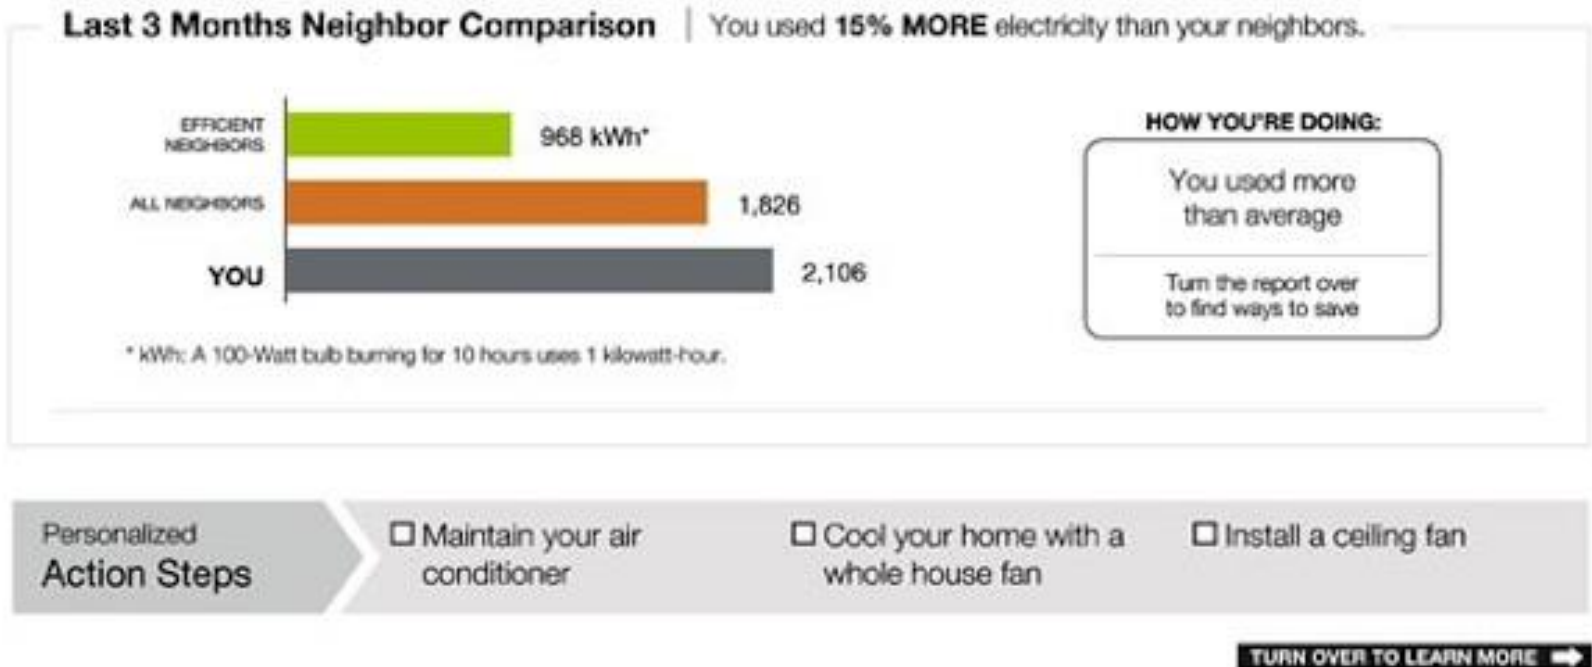 Last 3 Months Neighbor Comparison | You used 15% MORE electricity than your neighbors.
EFFICIENT
NEIGHBORS
968 kWh*
ALL NEIGHBORS
1,826
YOU
2,106
* kWh: A 100-Watt bulb burning for 10 hours uses 1 kilowatt-hour.
HOW YOU'RE DOING:
You used more
than average
Turn the report over
to find ways to save
Personalized
Action Steps
Maintain your air
conditioner
Cool your home with a
whole house fan
Install a ceiling fan
TURN OVER TO LEARN MORE